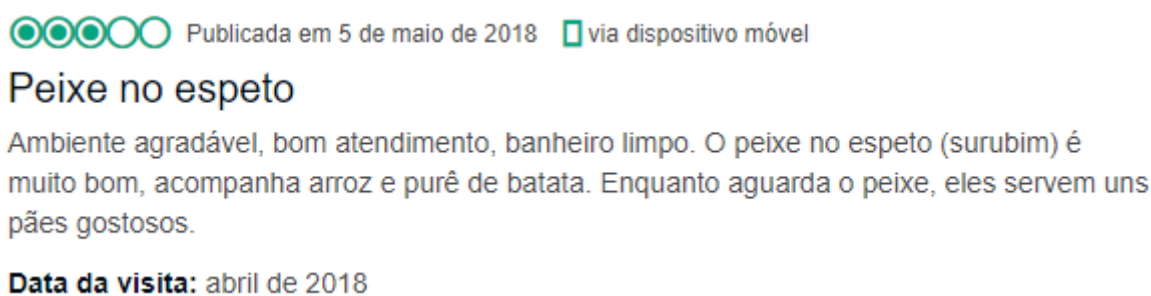 Publicada em 5 de maio de 2018 via dispositivo móvel
Peixe no espeto
Ambiente agradável, bom atendimento, banheiro limpo. O peixe no espeto (surubim) é
muito bom, acompanha arroz e purê de batata. Enquanto aguarda o peixe, eles servem uns
pães gostosos.
Data da visita: abril de 2018